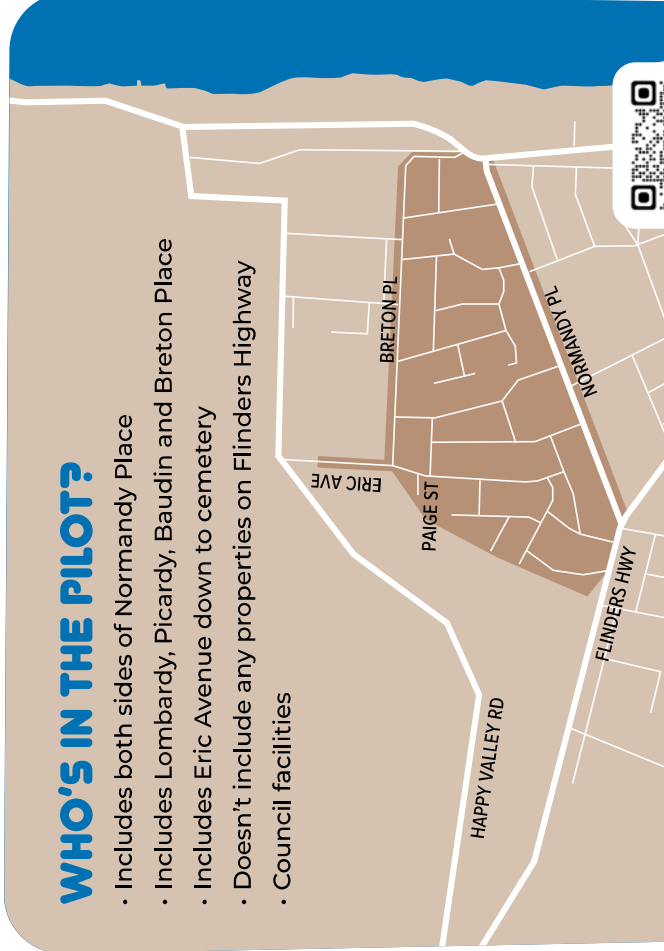 WHO'S IN THE PILOT?
• Includes both sides of Normandy Place
• Includes Lombardy, Picardy, Baudin and Breton Place
• Includes Eric Avenue down to cemetery
• Doesn't include any properties on Flinders Highway
• Council facilities
BRETON PL
NORMANDY PL
ERIC AVE
PAIGE ST
FLINDERS HWY
HAPPY VALLEY RD